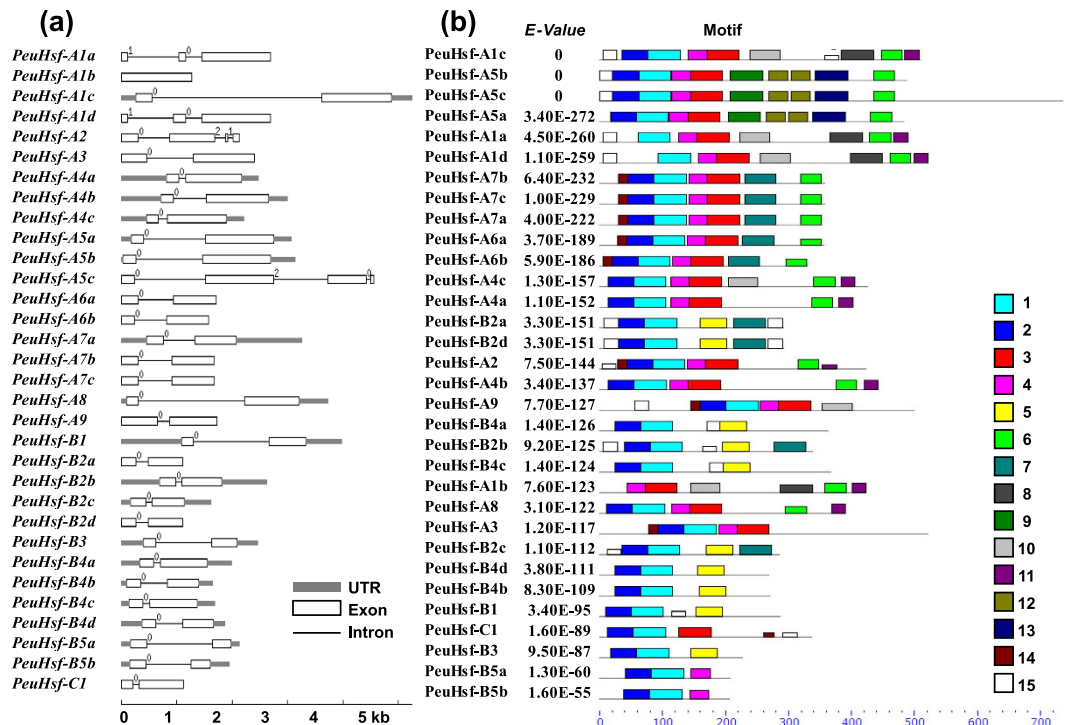 (a)
PeuHsf-A1a
PeuHsf-A1b
PeuHsf-A1c
PeuHsf-A1d
PeuHsf-A2
PeuHsf-A3
PeuHsf-A4a
PeuHsf-A4b
PeuHsf-A4c
PeuHsf-A5a
PeuHsf-A5b
PeuHsf-A5c
PeuHsf-A6a
PeuHsf-A6b
PeuHsf-A7a
PeuHsf-A7b
PeuHsf-A7c
PeuHsf-A8
PeuHsf-A9
PeuHsf-B1
PeuHsf-B2a
PeuHsf-B2b
PeuHsf-B2c
PeuHsf-B2d
PeuHsf-B3
PeuHsf-B4a
PeuHsf-B4b
PeuHsf-B4c
PeuHsf-B4d
PeuHsf-B5a
PeuHsf-B5b
PeuHsf-C1
UTR
Exon
Intron
0 1 2 3 4 5 kb
(b)
E-Value Motif
PeuHsf-A1c 0
PeuHsf-A5b 0
PeuHsf-A5c 0
PeuHsf-A5a 3.40E-272
PeuHsf-A1a 4.50E-260
PeuHsf-A1d 1.10E-259
PeuHsf-A7b 6.40E-232
PeuHsf-A7c 1.00E-229
PeuHsf-A7a 4.00E-222
PeuHsf-A6a 3.70E-189
PeuHsf-A6b 5.90E-186
PeuHsf-A4c 1.30E-157
PeuHsf-A4a 1.10E-152
PeuHsf-B2a 3.30E-151
PeuHsf-B2d 3.30E-151
PeuHsf-A2 7.50E-144
PeuHsf-A4b 3.40E-137
PeuHsf-A9 7.70E-127
PeuHsf-B4a 1.40E-126
PeuHsf-B2b 9.20E-125
PeuHsf-B4c 1.40E-124
PeuHsf-A1b 7.60E-123
PeuHsf-A8 3.10E-122
PeuHsf-A3 1.20E-117
PeuHsf-B2c 1.10E-112
PeuHsf-B4d 3.80E-111
PeuHsf-B4b 8.30E-109
PeuHsf-B1 3.40E-95
PeuHsf-C1 1.60E-89
PeuHsf-B3 9.50E-87
PeuHsf-B5a 1.30E-60
PeuHsf-B5b 1.60E-55
1
2
3
4
5
6
7
8
9
10
11
12
13
14
15
0 100 200 300 400 500 600 700